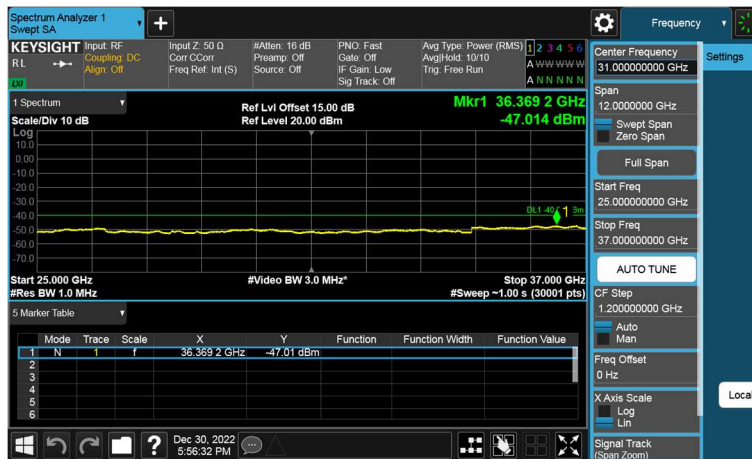 Spectrum Analyzer 1
Swept SA
Frequency
KEYSIGHT
RL
LXI
Input: RF
Coupling: DC
Align: Off
Input Z: 50 Ω
Corr CCorr
Freq Ref: Int (S)
#Atten: 16 dB
Preamp: Off
Source: Off
PNO: Fast
Gate: Off
IF Gain: Low
Sig Track: Off
Avg Type: Power (RMS)
Avg|Hold: 10/10
Trig: Free Run
1 2 3 4 5 6
A W W W W W
A N N N N N
1 Spectrum
Scale/Div 10 dB
Ref Lvl Offset 15.00 dB
Ref Level 20.00 dBm
Mkr1 36.369 2 GHz
-47.014 dBm
Log
10.0
0.00
-10.0
-20.0
-30.0
-40.0
-50.0
-60.0
-70.0
1
Start 25.000 GHz
#Res BW 1.0 MHz
#Video BW 3.0 MHz*
Stop 37.000 GHz
#Sweep ~1.00 s (30001 pts)
5 Marker Table
Mode Trace Scale X Y Function Function Width Function Value
1 N 1 f 36.369 2 GHz -47.01 dBm
2
3
4
5
6
Dec 30, 2022
5:56:32 PM
Center Frequency
31.000000000 GHz
Settings
Span
12.0000000 GHz
Swept Span
Zero Span
Full Span
Start Freq
25.000000000 GHz
Stop Freq
37.000000000 GHz
AUTO TUNE
CF Step
1.200000000 GHz
Auto
Man
Freq Offset
0 Hz
X Axis Scale
Log
Lin
Local
Signal Track
(Span Zoom)